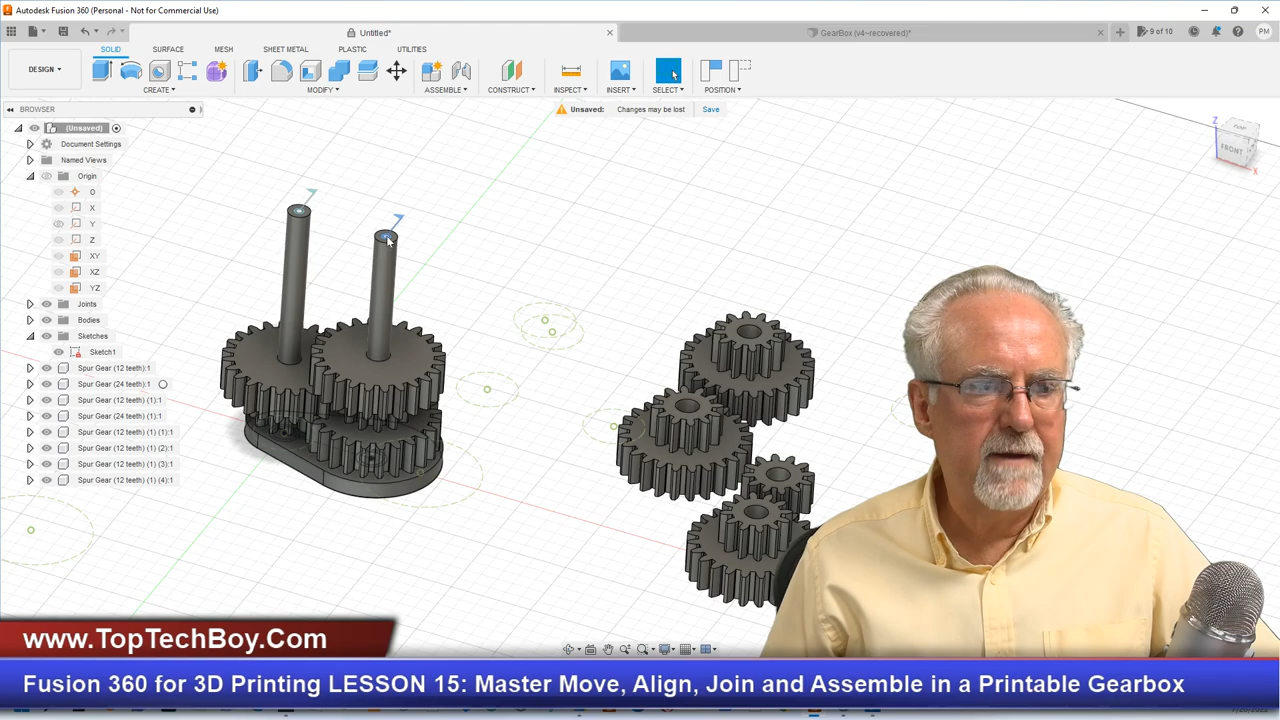 Autodesk Fusion 360 (Personal - Not for Commercial Use)
Untitled*
GearBox (v4~recovered)*
9 of 10
PM
DESIGN
SOLID
SURFACE
MESH
SHEET METAL
PLASTIC
UTILITIES
CREATE
MODIFY
ASSEMBLE
CONSTRUCT
INSPECT
INSERT
SELECT
POSITION
BROWSER
Unsaved: Changes may be lost Save
(Unsaved)
Document Settings
Named Views
Origin
O
X
Y
Z
XY
XZ
YZ
Joints
Bodies
Sketches
Sketch1
Spur Gear (12 teeth):1
Spur Gear (24 teeth):1
Spur Gear (12 teeth) (1):1
Spur Gear (24 teeth) (1):1
Spur Gear (12 teeth) (1) (1):1
Spur Gear (12 teeth) (1) (2):1
Spur Gear (12 teeth) (1) (3):1
Spur Gear (12 teeth) (1) (4):1
Z
FRONT
X
www.TopTechBoy.Com
Fusion 360 for 3D Printing LESSON 15: Master Move, Align, Join and Assemble in a Printable Gearbox